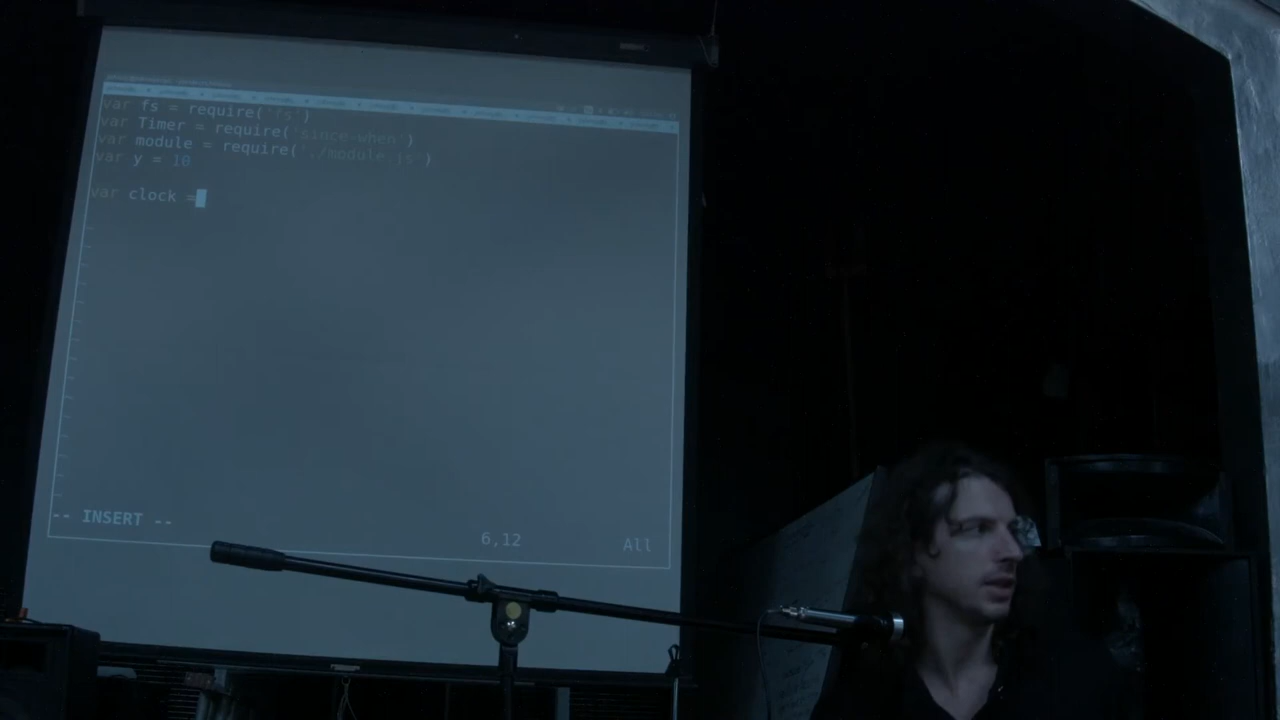 var fs = require('fs')
var Timer = require('since-when')
var module = require('./module.js')
var y = 10
var clock =
-- INSERT --
6,12
All